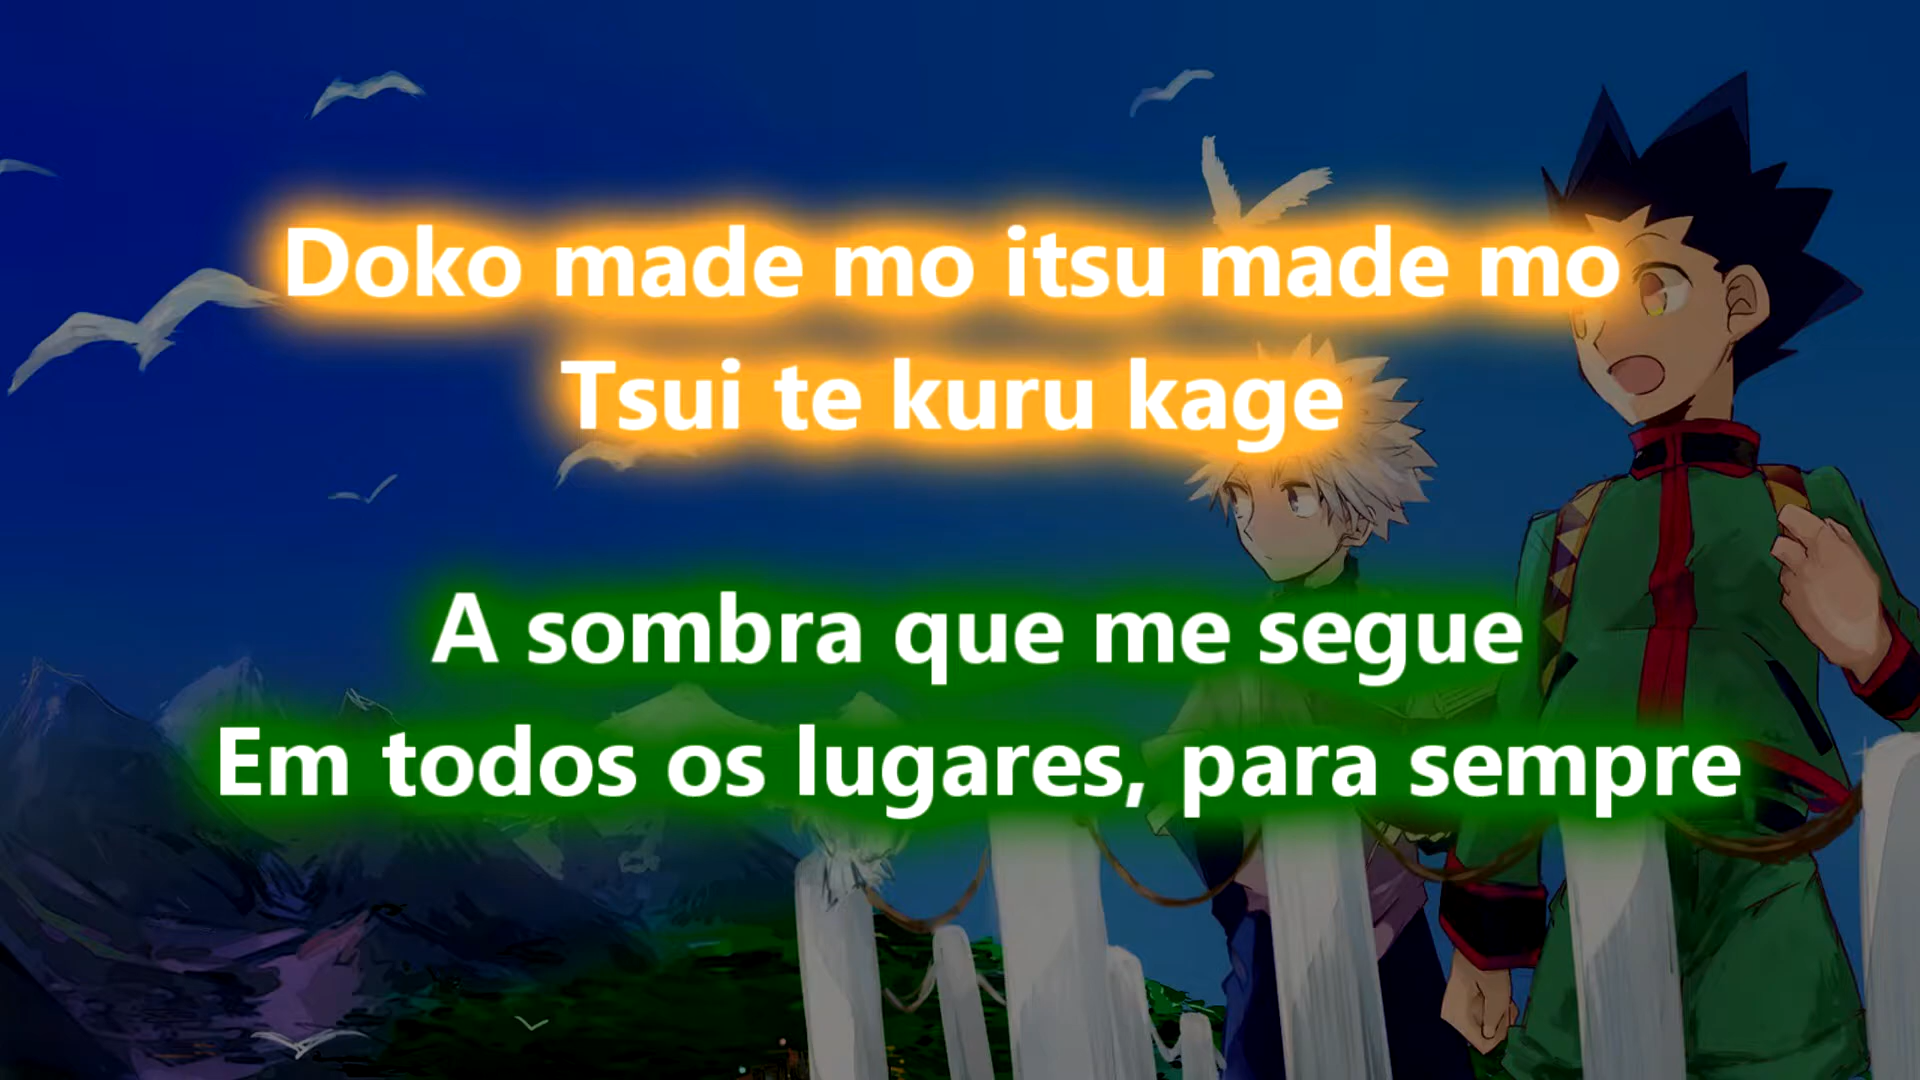 Doko made mo itsu made mo
Tsui te kuru kage
A sombra que me segue
Em todos os lugares, para sempre